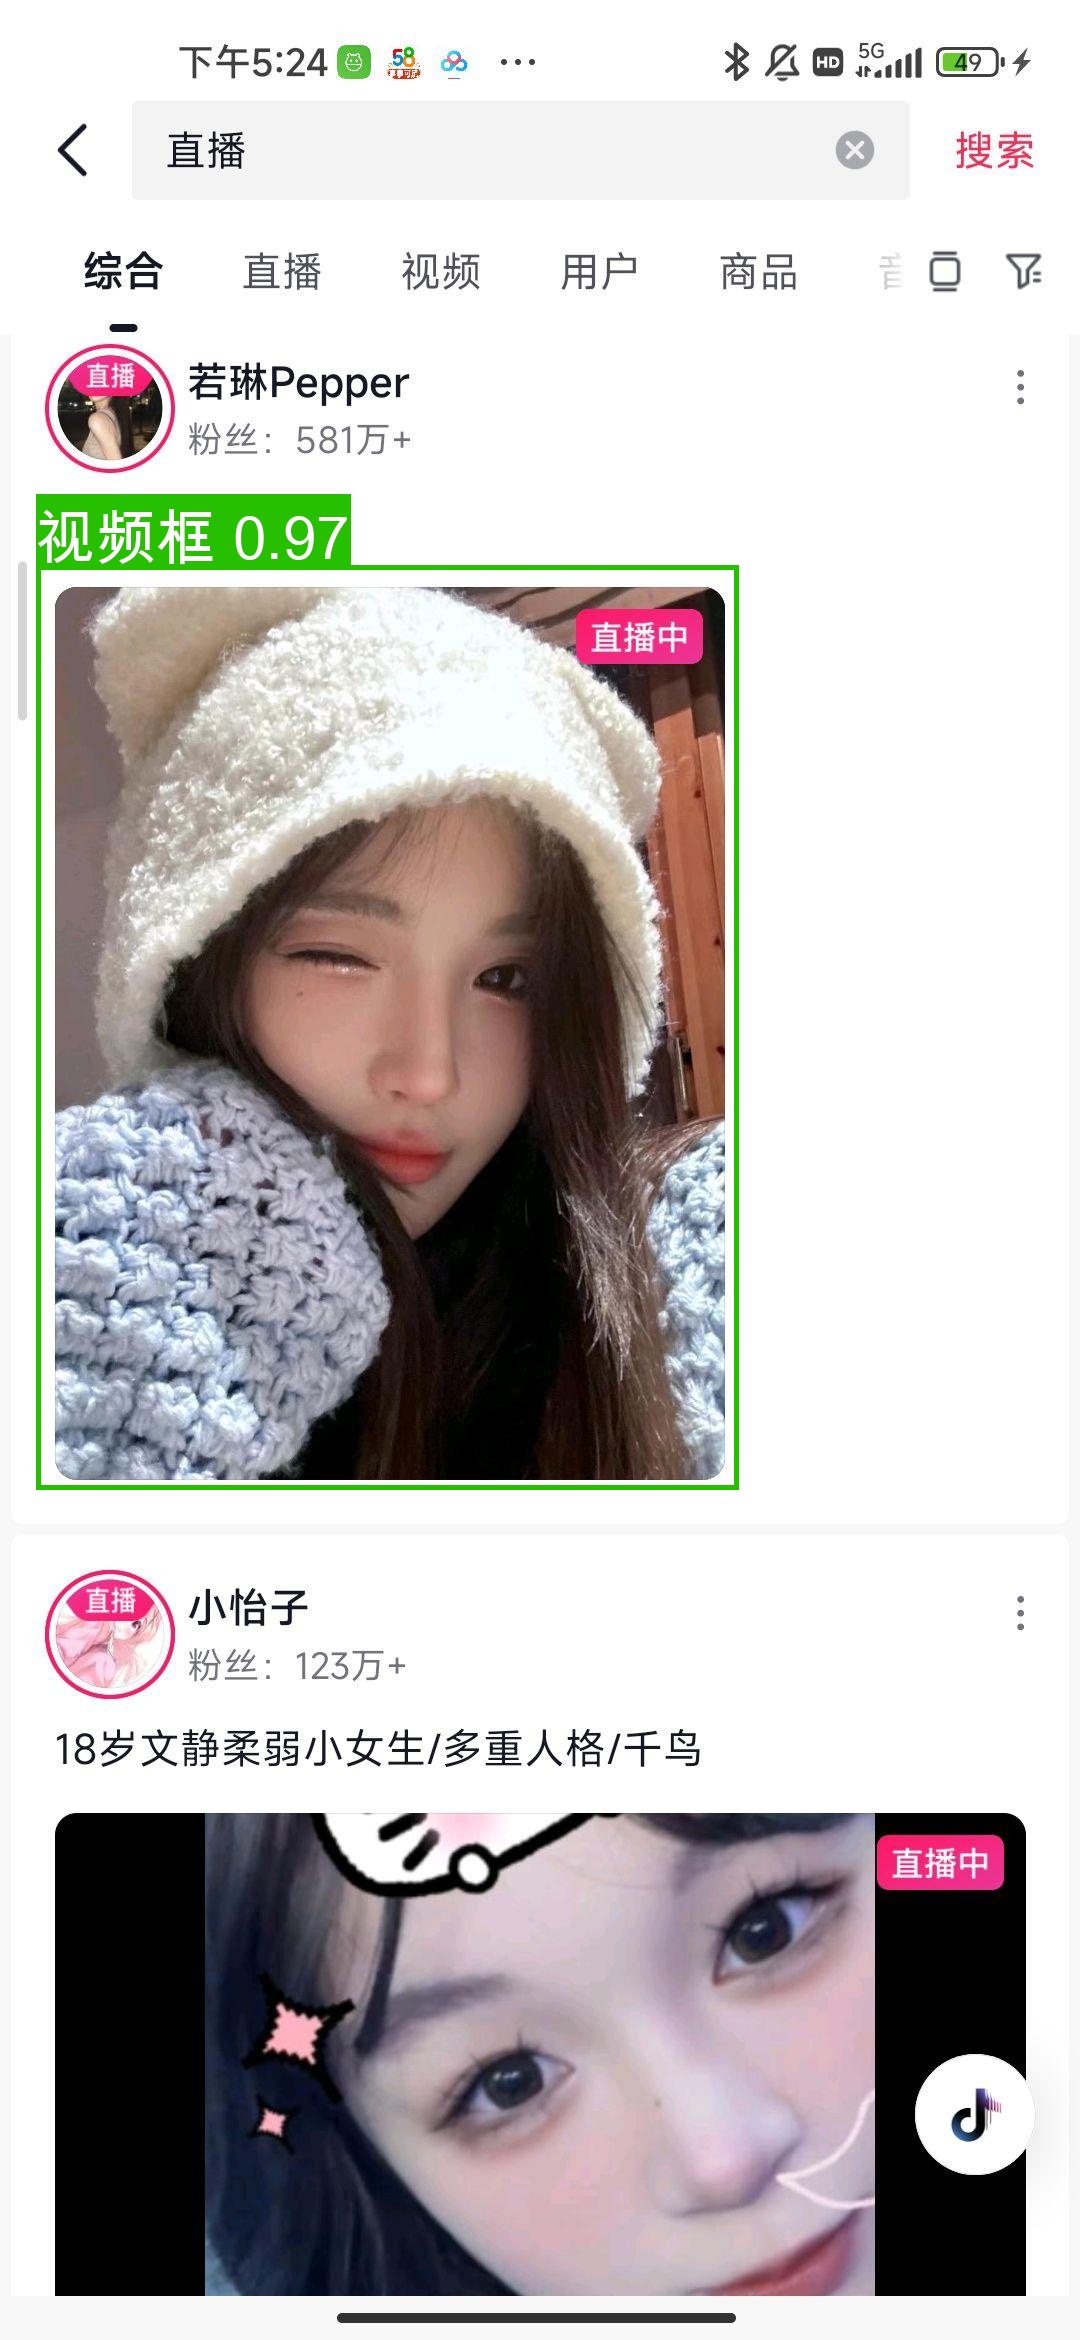 下午5:24 58 ... HD 5G 49
直播 搜索
综合 直播 视频 用户 商品
直播
若琳Pepper
粉丝：581万+
视频框 0.97
直播中
直播
小怡子
粉丝：123万+
18岁文静柔弱小女生/多重人格/千鸟
直播中